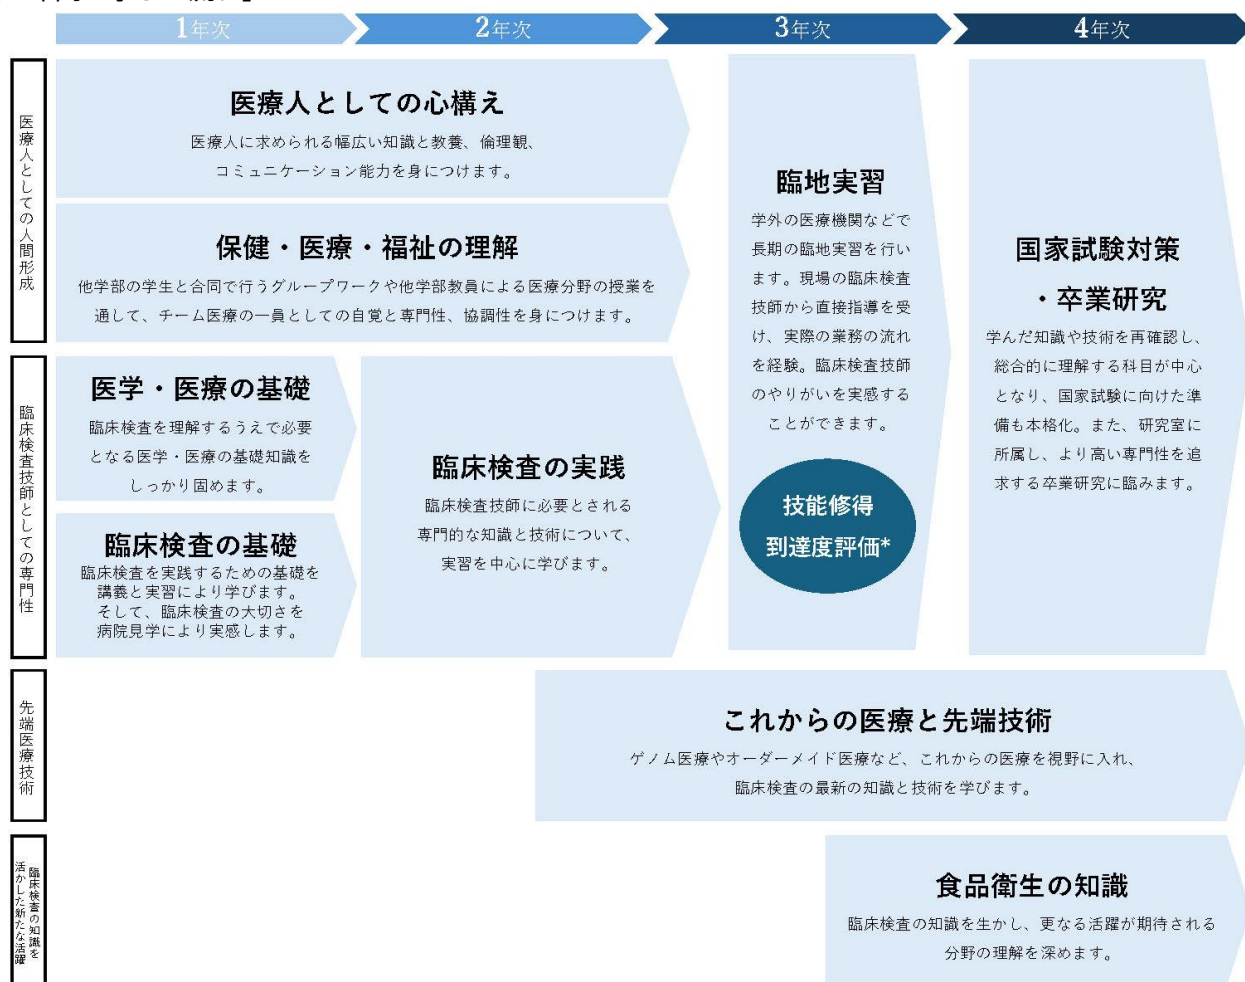 1年次
2年次
3年次
4年次
医療人としての人間形成
医療人としての心構え
医療人に求められる幅広い知識と教養、倫理観、
コミュニケーション能力を身につけます。
保健・医療・福祉の理解
他学部の学生と合同で行うグループワークや他学部教員による医療分野の授業を
通して、チーム医療の一員としての自覚と専門性、協調性を身につけます。
臨床検査技師としての専門性
医学・医療の基礎
臨床検査を理解するうえで必要
となる医学・医療の基礎知識を
しっかり固めます。
臨床検査の基礎
臨床検査を実践するための基礎を
講義と実習により学びます。
そして、臨床検査の大切さを
病院見学により実感します。
臨床検査の実践
臨床検査技師に必要とされる
専門的な知識と技術について、
実習を中心に学びます。
臨地実習
学外の医療機関などで
長期の臨地実習を行い
ます。現場の臨床検査
技師から直接指導を受
け、実際の業務の流れ
を経験。臨床検査技師
のやりがいを実感する
ことができます。
技能修得
到達度評価*
国家試験対策
・卒業研究
学んだ知識や技術を再確認し、
総合的に理解する科目が中心
となり、国家試験に向けた準
備も本格化。また、研究室に
所属し、より高い専門性を追
求する卒業研究に臨みます。
先端医療技術
これからの医療と先端技術
ゲノム医療やオーダーメイド医療など、これからの医療を視野に入れ、
臨床検査の最新の知識と技術を学びます。
臨床検査の知識を
活かした新たな活躍
食品衛生の知識
臨床検査の知識を生かし、更なる活躍が期待される
分野の理解を深めます。